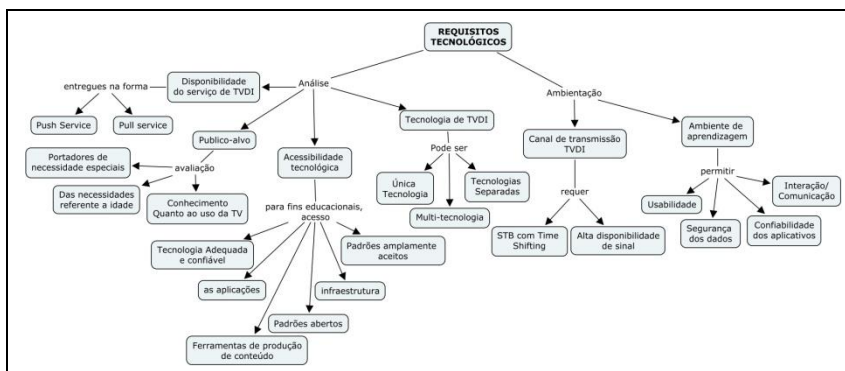 REQUISITOS
TECNOLÓGICOS
Análise
Ambientação
entregues na forma
Disponibilidade
do serviço de TVDI
Push Service
Pull service
Publico-alvo
Tecnologia de TVDI
Canal de transmissão
TVDI
Ambiente de
aprendizagem
Portadores de
necessidade especiais
avaliação
Acessibilidade
tecnológica
Pode ser
permitir
Das necessidades
referente a idade
Conhecimento
Quanto ao uso da TV
Única
Tecnologia
Tecnologias
Separadas
requer
Interação/
Comunicação
Usabilidade
Multi-tecnologia
para fins educacionais,
acesso
STB com Time
Shifting
Alta disponibilidade
de sinal
Segurança
dos dados
Confiabilidade
dos aplicativos
Tecnologia Adequada
e confiável
Padrões amplamente
aceitos
as aplicações
infraestrutura
Padrões abertos
Ferramentas de produção
de conteúdo